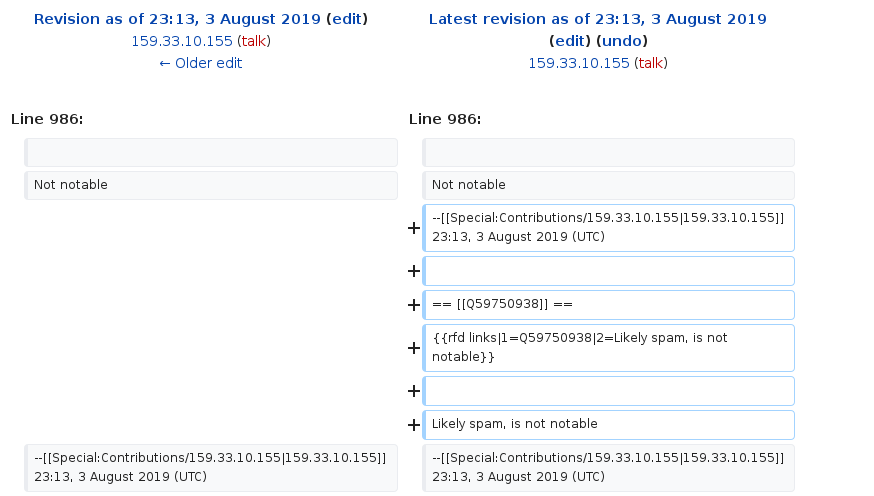 Revision as of 23:13, 3 August 2019 (edit)
159.33.10.155 (talk)
← Older edit
Latest revision as of 23:13, 3 August 2019
(edit) (undo)
159.33.10.155 (talk)
Line 986:
Line 986:
Not notable
Not notable
+ --[[Special:Contributions/159.33.10.155|159.33.10.155]]
23:13, 3 August 2019 (UTC)
+
+ == [[Q59750938]] ==
+ {{rfd links|1=Q59750938|2=Likely spam, is not
notable}}
+
+ Likely spam, is not notable
--[[Special:Contributions/159.33.10.155|159.33.10.155]]
23:13, 3 August 2019 (UTC)
--[[Special:Contributions/159.33.10.155|159.33.10.155]]
23:13, 3 August 2019 (UTC)